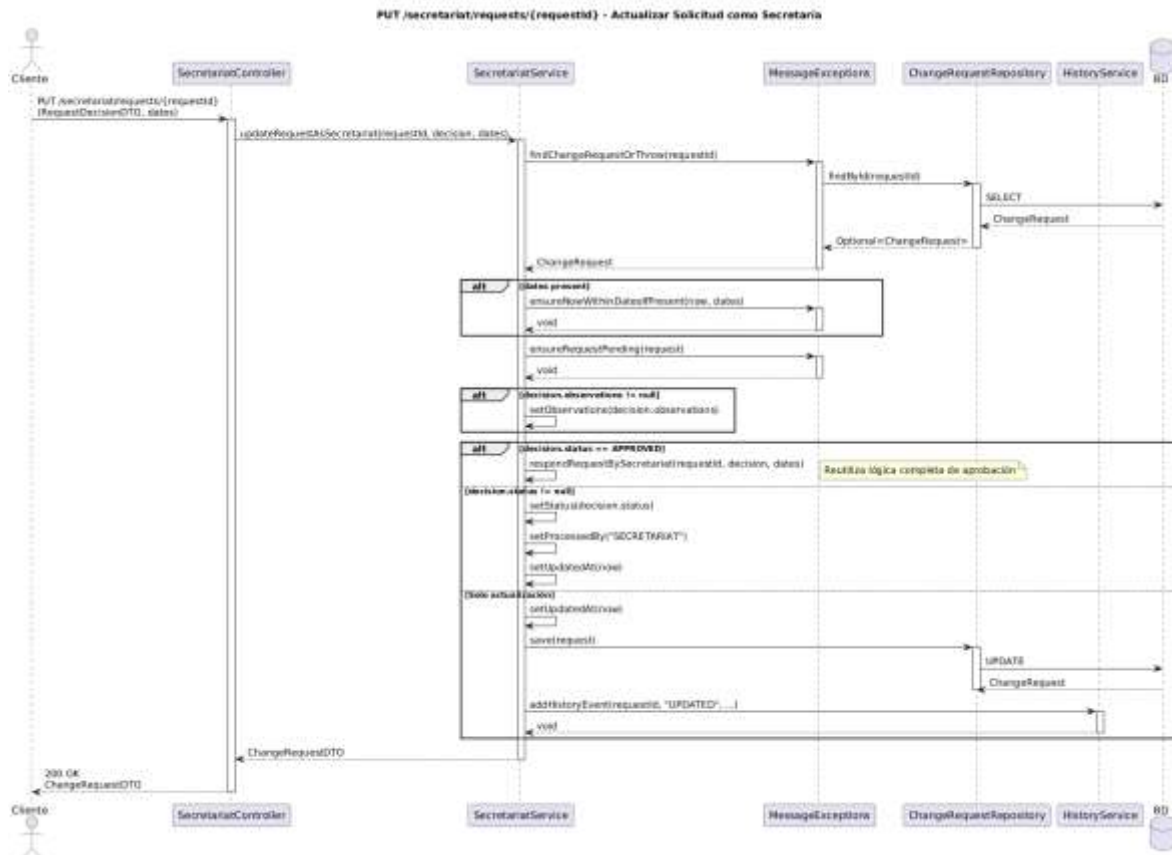 PUT /secretariat/requests/{requestId} - Actualizar Solicitud como Secretaria
Cliente
SecretariatController
SecretariatService
MessageExceptions
ChangeRequestRepository
HistoryService
BD
PUT /secretariat/requests/{requestId}
(RequestDecisionDTO, dates)
updateRequestAsSecretariat(requestId, decision, dates)
findChangeRequestOrThrow(requestId)
findById(requestId)
SELECT
ChangeRequest
Optional<ChangeRequest>
ChangeRequest
alt
[dates present]
ensureNowWithinDatesIfPresent(now, dates)
void
ensureRequestPending(request)
void
alt
[decision.observations != null]
setObservations(decision.observations)
alt
[decision.status == APPROVED]
respondRequestBySecretariat(requestId, decision, dates)
Reutiliza lógica completa de aprobación
[decision.status != null]
setStatus(decision.status)
setProcessedBy("SECRETARIAT")
setUpdatedAt(now)
[Solo actualización]
setUpdatedAt(now)
save(request)
UPDATE
ChangeRequest
addHistoryEvent(requestId, "UPDATED", ...)
void
ChangeRequestDTO
200 OK
ChangeRequestDTO
Cliente
SecretariatController
SecretariatService
MessageExceptions
ChangeRequestRepository
HistoryService
BD